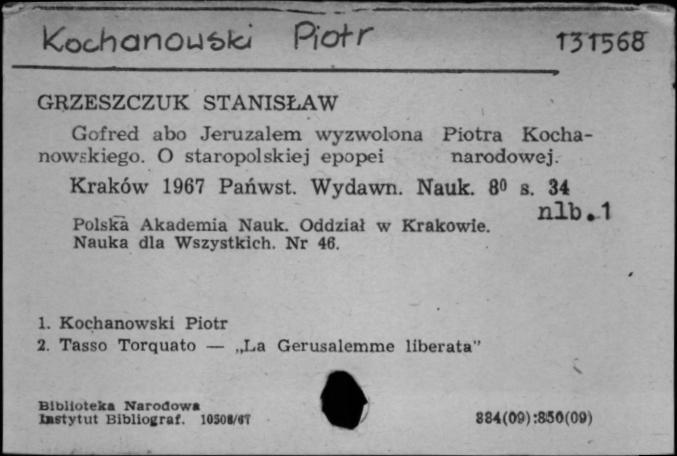 Kochanowski Piotr 131568
GRZESZCZUK STANISŁAW
Gofred abo Jeruzalem wyzwolona Piotra Kocha-
nowskiego. O staropolskiej epopei narodowej.
Kraków 1967 Państ. Wydawn. Nauk. 8⁰ s. 34
nlb. 1
Polska Akademia Nauk. Oddział w Krakowie.
Nauka dla Wszystkich. Nr 46.
1. Kochanowski Piotr
2. Tasso Torquato — „La Gerusalemme liberata”
Biblioteka Narodowa
Instytut Bibliograf. 10508/67
884(09):850(09)